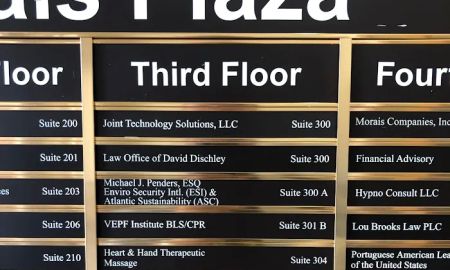 is Plaza
Floor Third Floor Fourt
Suite 200 Joint Technology Solutions, LLC Suite 300 Morais Companies, Inc
Suite 201 Law Office of David Dischley Suite 300 Financial Advisory
Michael J. Penders, ESQ
es Suite 203 Enviro Security Intl. (ESI) & Suite 300 A Hypno Consult LLC
Atlantic Sustainability (ASC)
Suite 206 VEPF Institute BLS/CPR Suite 301 B Lou Brooks Law PLC
Suite 210 Heart & Hand Therapeutic Suite 304 Portuguese American Lea
Massage of the United States